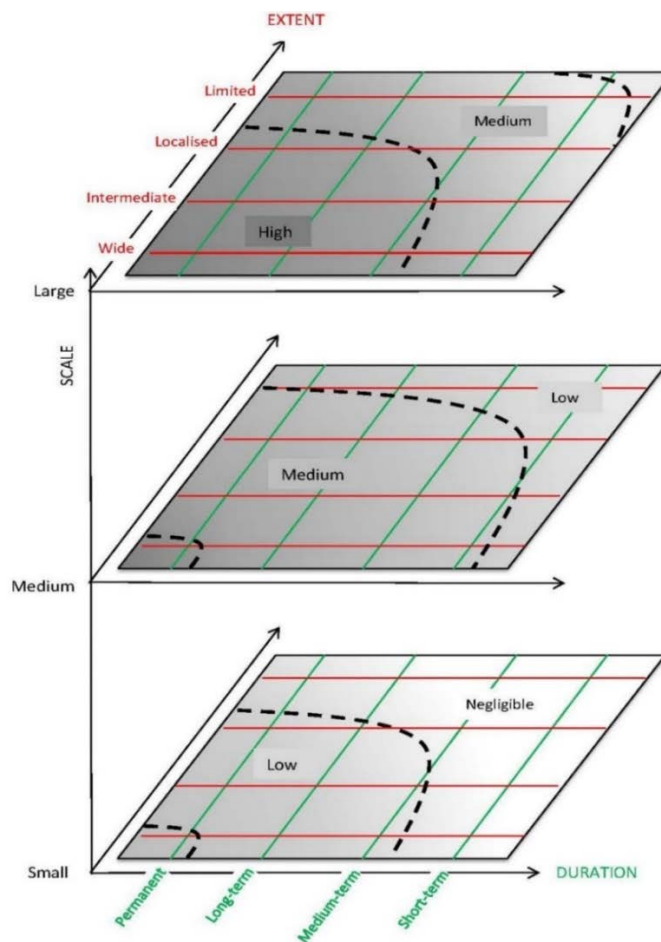 EXTENT
Limited
Medium
Localised
Intermediate
High
Wide
Large
SCALE
Low
Medium
Medium
Negligible
Low
Small
Permanent
Long-term
Medium-term
Short-term
DURATION